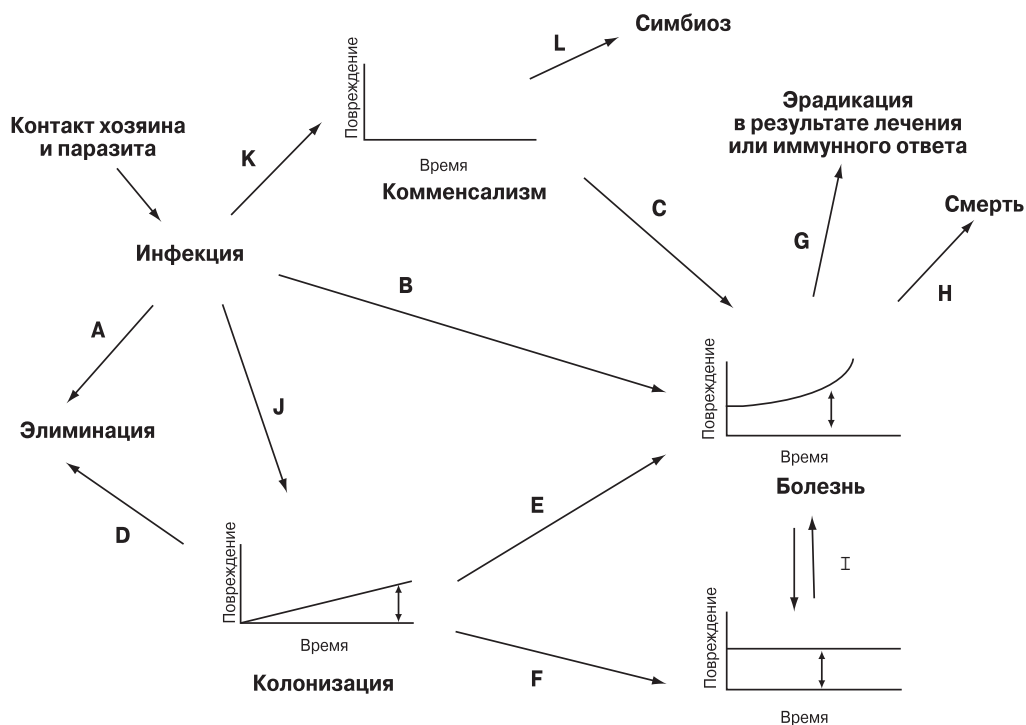 Симбиоз
L
Повреждение
Эрадикация
в результате лечения
или иммунного ответа
Контакт хозяина
и паразита
K
Время
Комменсализм
C
Смерть
G
Инфекция
B
H
A
Повреждение
J
Элиминация
Время
Болезнь
E
D
Повреждение
I
Повреждение
Время
Колонизация
F
Время